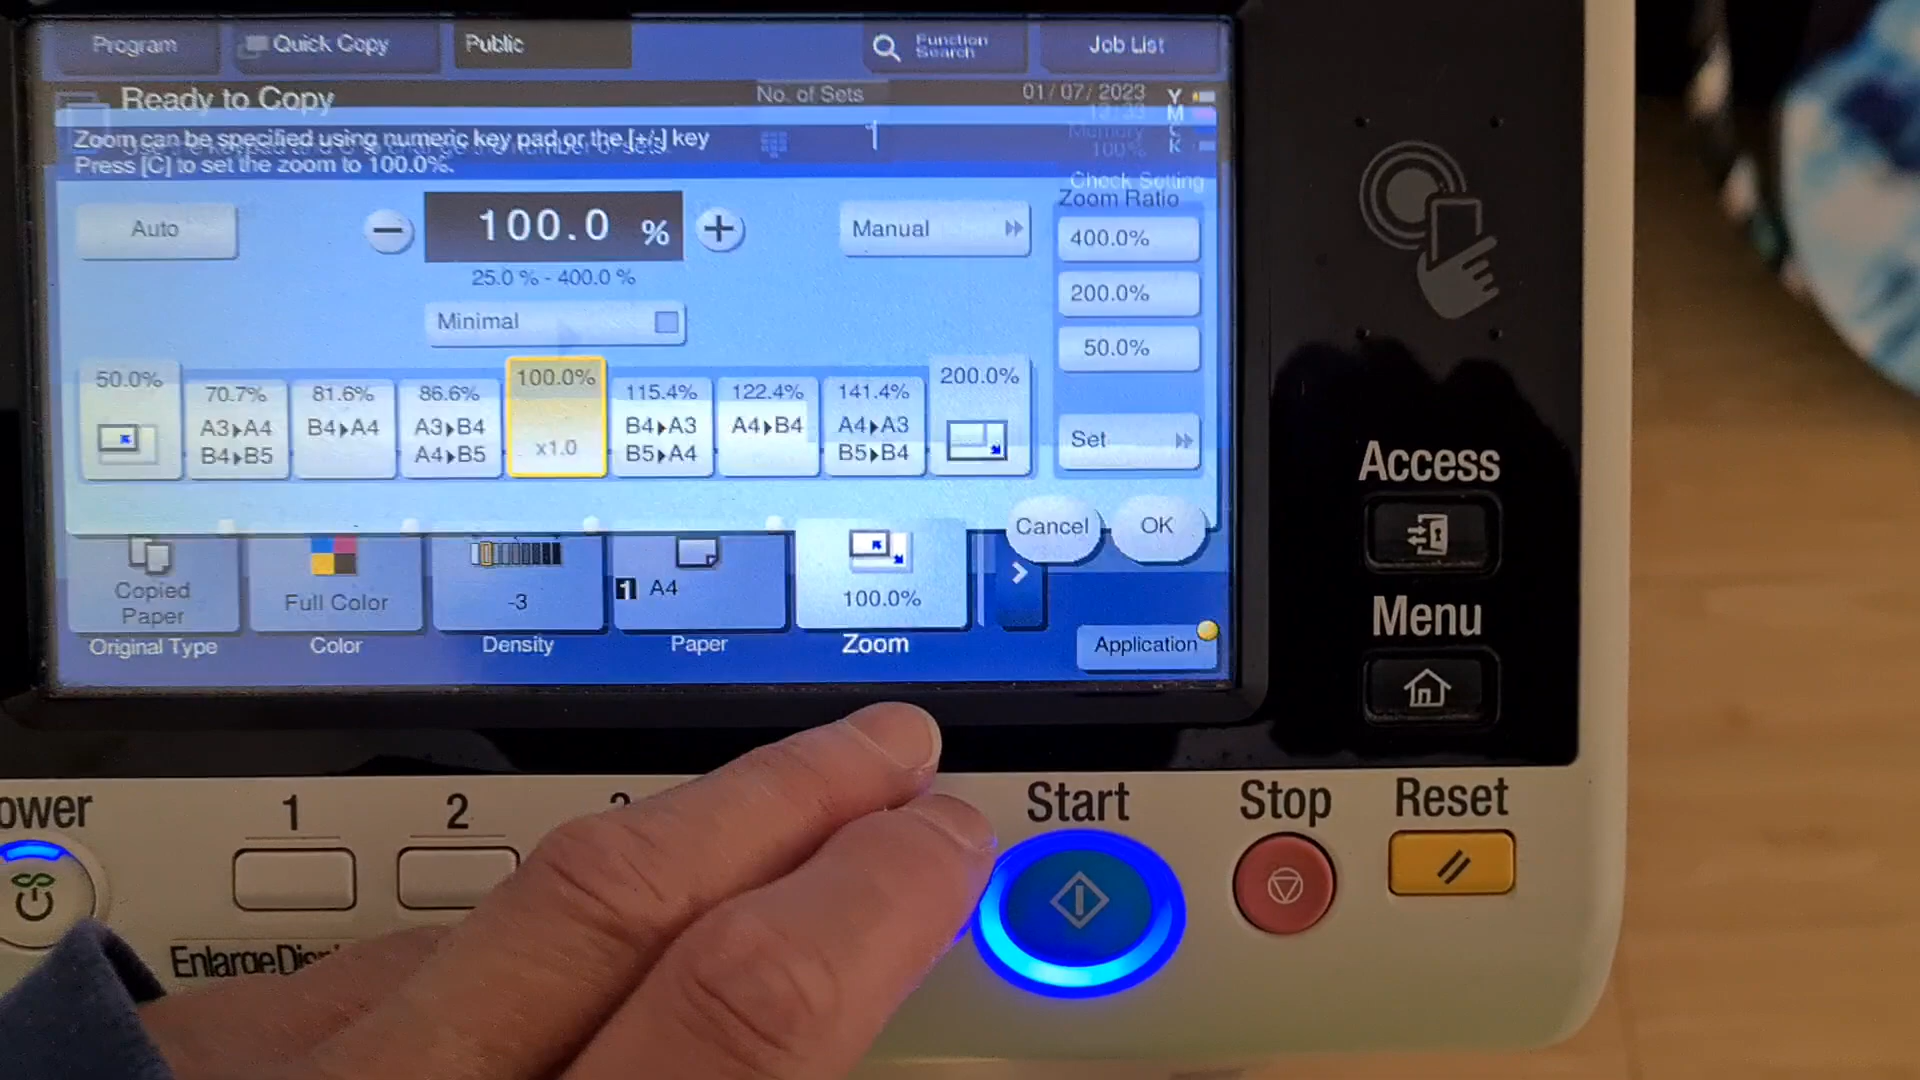 Program
Quick Copy
Public
Function
Search
Job List
Ready to Copy
No. of Sets
01/07/2023
Y
M
C
K
Zoom can be specified using numeric key pad or the [+/-] key
Press [C] to set the zoom to 100.0%.
1
Memory
100%
Check Setting
Zoom Ratio
Auto
−
100.0 %
+
25.0 % - 400.0 %
Manual
Minimal
400.0%
200.0%
50.0%
Set
50.0%
70.7%
A3▸A4
B4▸B5
81.6%
B4▸A4
86.6%
A3▸B4
A4▸B5
100.0%
x1.0
115.4%
B4▸A3
B5▸A4
122.4%
A4▸B4
141.4%
A4▸A3
B5▸B4
200.0%
Cancel
OK
Copied
Paper
Original Type
Full Color
Color
-3
Density
1 A4
Paper
100.0%
Zoom
Application
Access
Menu
1
2
Start
Stop
Reset